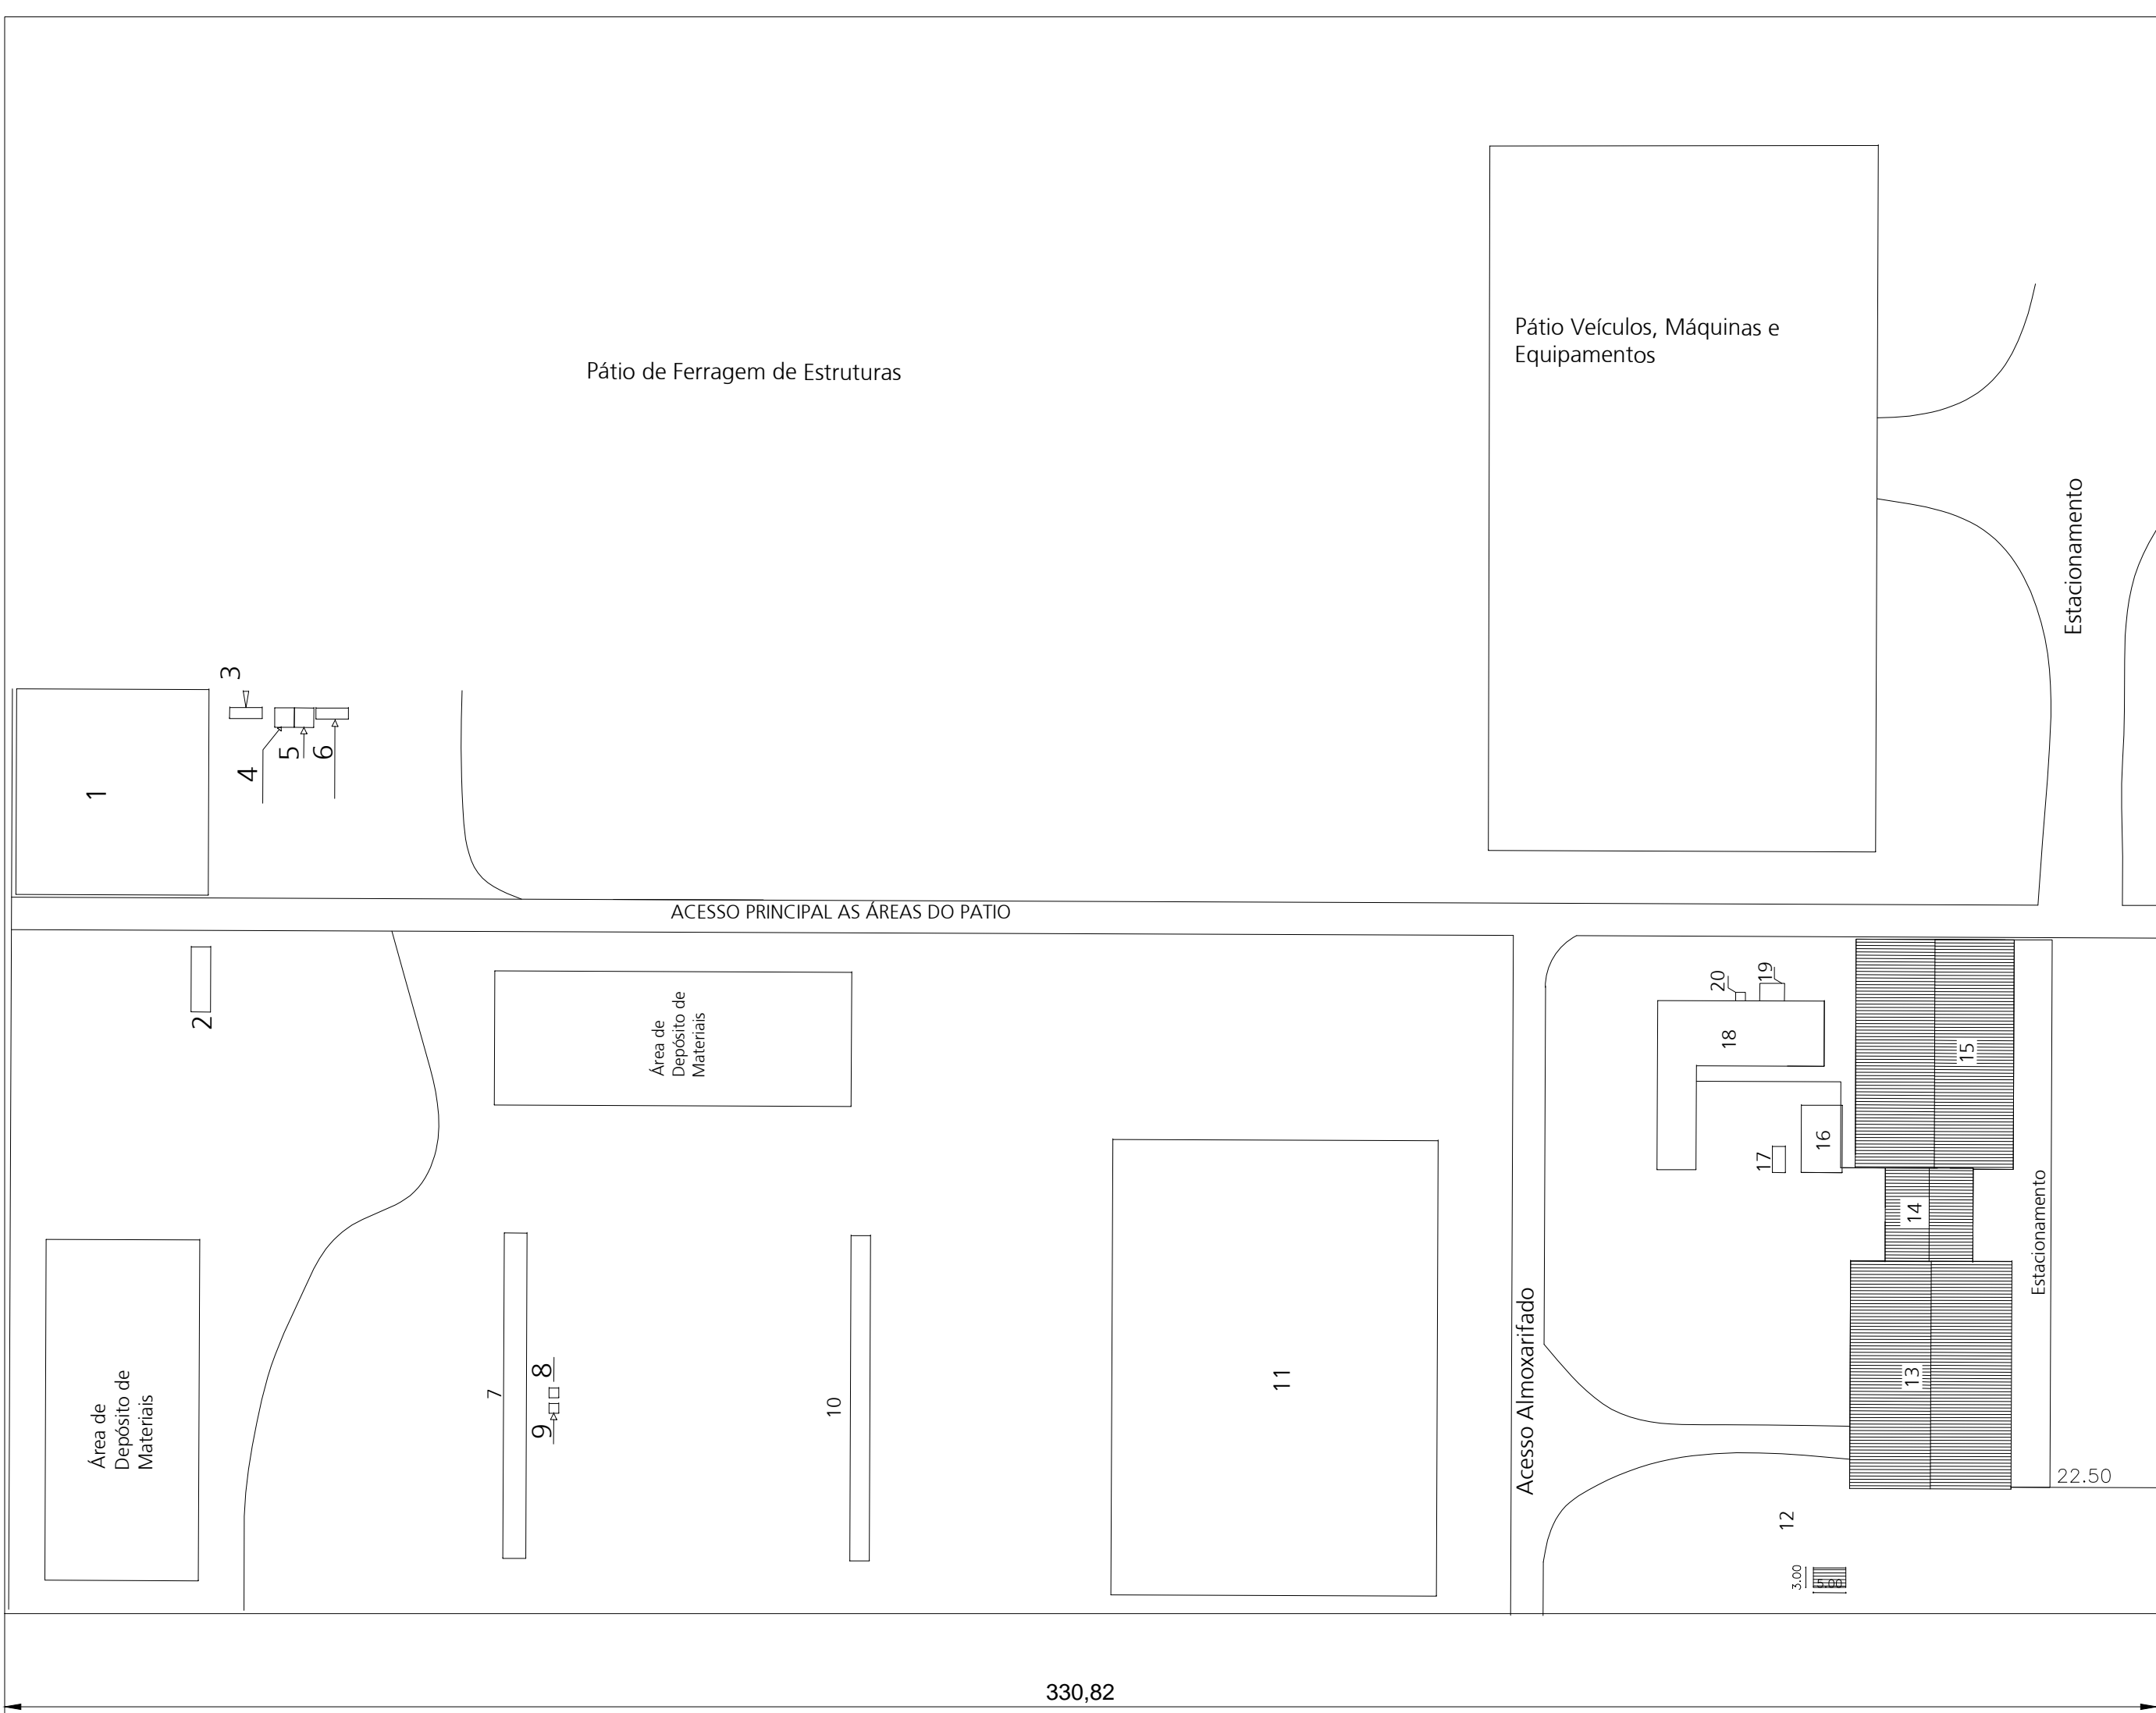 Pátio Veículos, Máquinas e
Equipamentos
Pátio de Ferragem de Estruturas
Estacionamento
3
1
4
5
6
ACESSO PRINCIPAL AS ÁREAS DO PATIO
2
Área de
Depósito de
Materiais
20
19
18
15
16
17
14
Estacionamento
Área de
Depósito de
Materiais
7
8
9
10
11
Acesso Almoxarifado
13
22.50
12
3.00
5.00
330,82